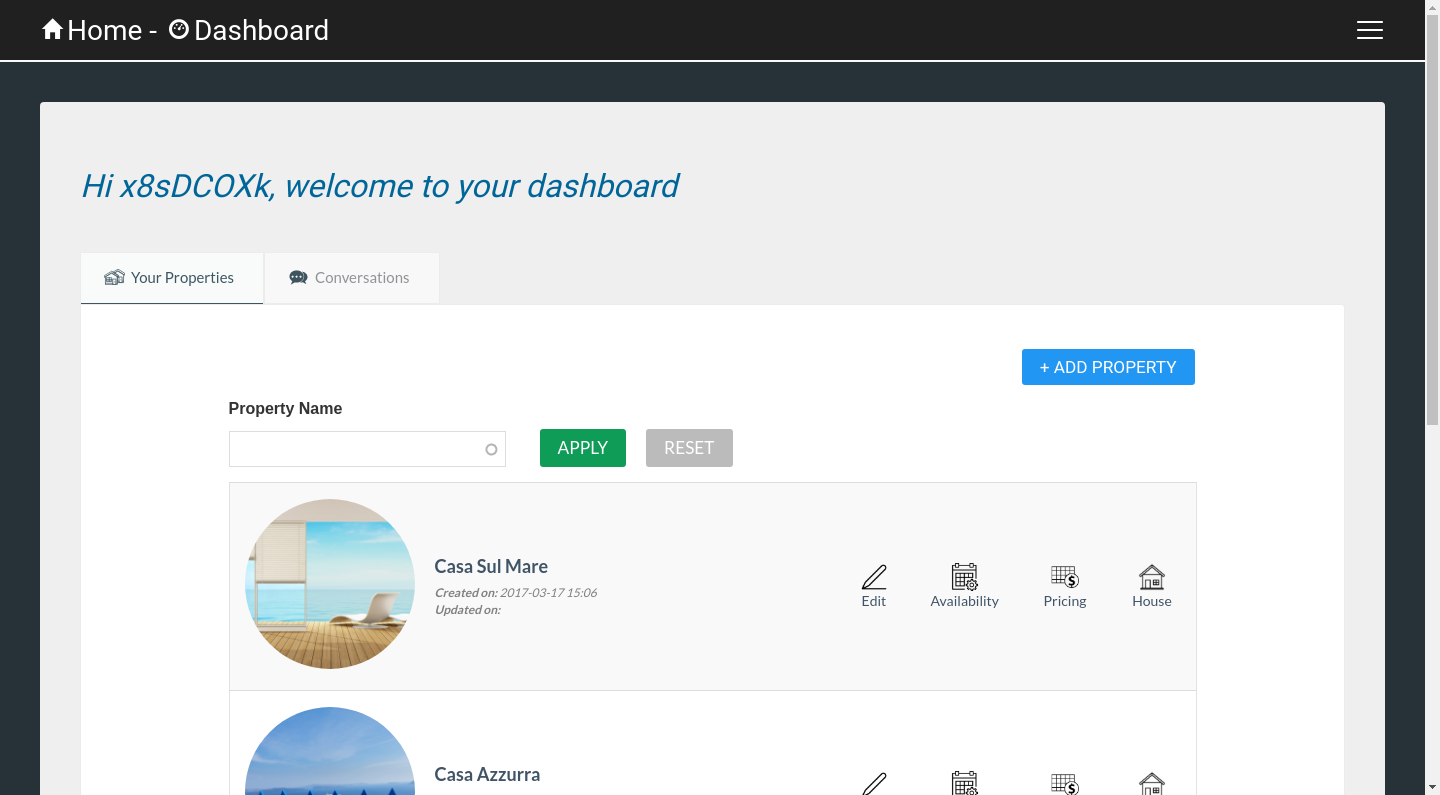 Home - Dashboard
Hi x8sDCOXk, welcome to your dashboard
Your Properties Conversations
+ ADD PROPERTY
Property Name
APPLY RESET
Casa Sul Mare
Created on: 2017-03-17 15:06
Updated on:
Edit Availability Pricing House
Casa Azzurra